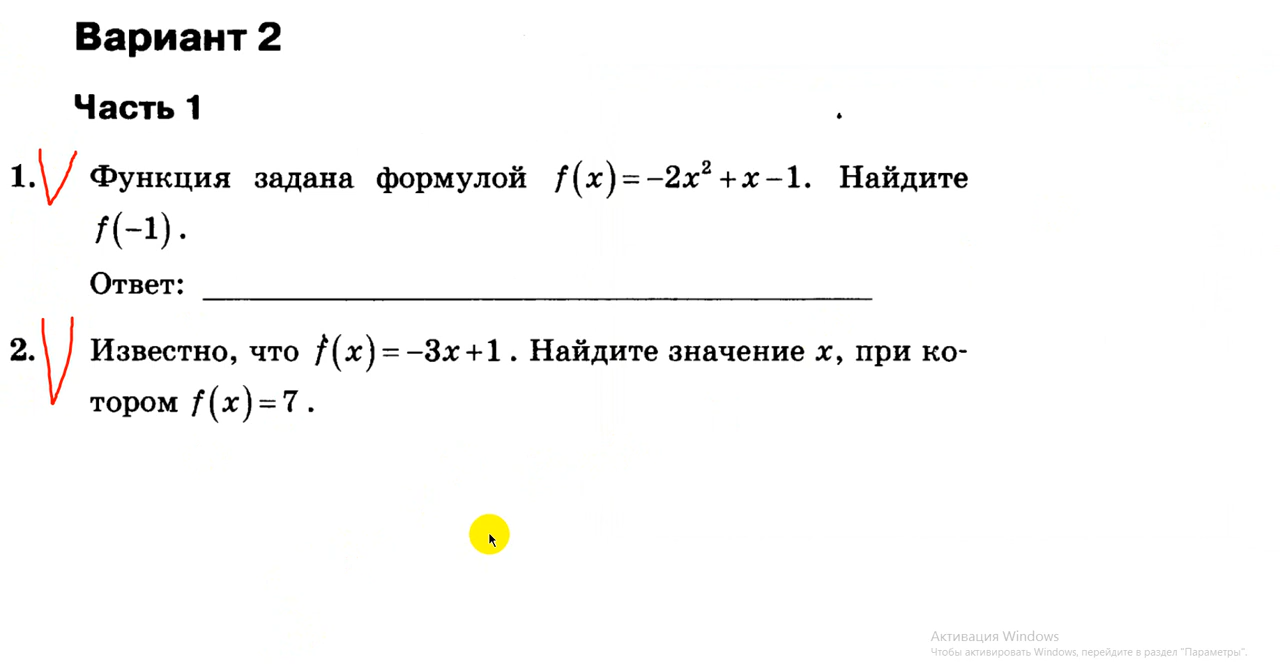 Вариант 2
Часть 1
1. Функция задана формулой f(x)=−2x²+x−1. Найдите
f(−1).
Ответ: ____________________
2. Известно, что f(x)=−3x+1. Найдите значение x, при ко-
тором f(x)=7.
Активация Windows
Чтобы активировать Windows, перейдите в раздел "Параметры".